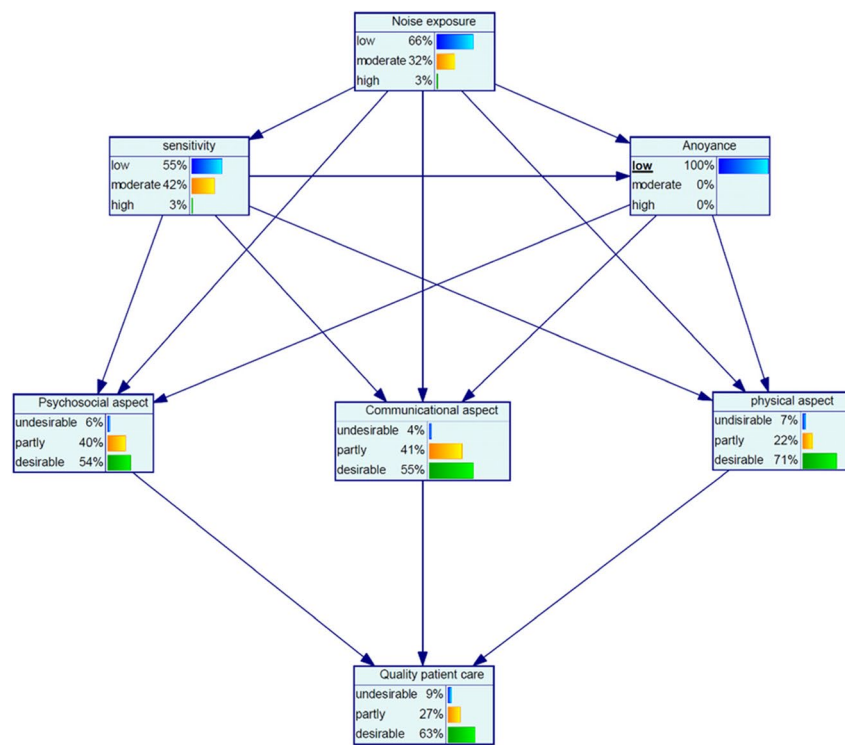 Noise exposure
low 66%
moderate 32%
high 3%
sensitivity
low 55%
moderate 42%
high 3%
Anoyance
low 100%
moderate 0%
high 0%
Psychosocial aspect
undesirable 6%
partly 40%
desirable 54%
Communicational aspect
undesirable 4%
partly 41%
desirable 55%
physical aspect
undisirable 7%
partly 22%
desirable 71%
Quality patient care
undesirable 9%
partly 27%
desirable 63%